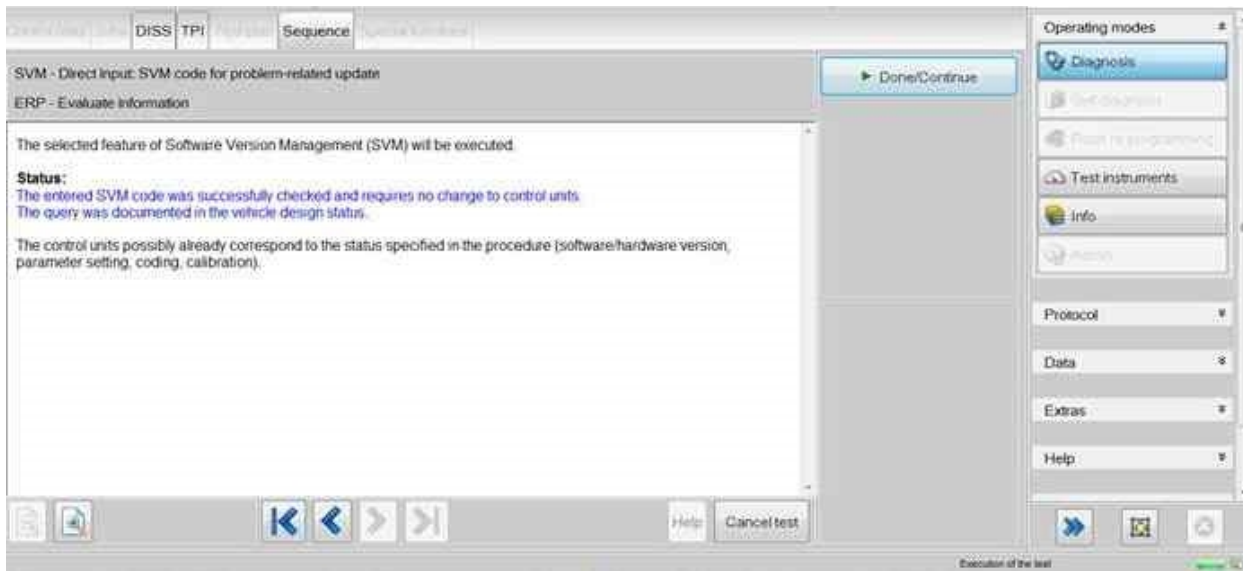 DISS TPI Sequence
SVM - Direct input: SVM code for problem-related update
ERP - Evaluate information
Done/Continue
The selected feature of Software Version Management (SVM) will be executed.
Status:
The entered SVM code was successfully checked and requires no change to control units.
The query was documented in the vehicle design status.
The control units possibly already correspond to the status specified in the procedure (software/hardware version,
parameter setting, coding, calibration).
Help
Cancel test
Operating modes
Diagnosis
Test instruments
Info
Admin
Protocol
Data
Extras
Help
Execution of the test